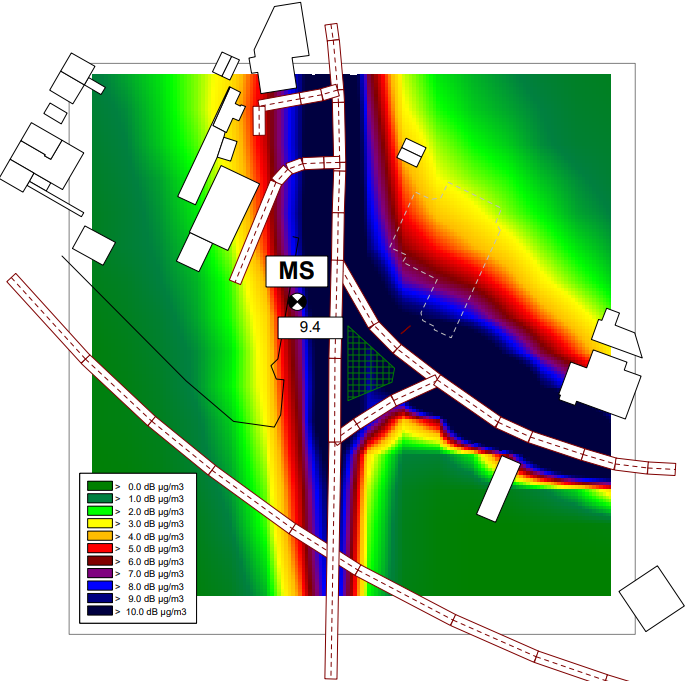 MS
9.4
> 0.0 dB µg/m3
> 1.0 dB µg/m3
> 2.0 dB µg/m3
> 3.0 dB µg/m3
> 4.0 dB µg/m3
> 5.0 dB µg/m3
> 6.0 dB µg/m3
> 7.0 dB µg/m3
> 8.0 dB µg/m3
> 9.0 dB µg/m3
> 10.0 dB µg/m3